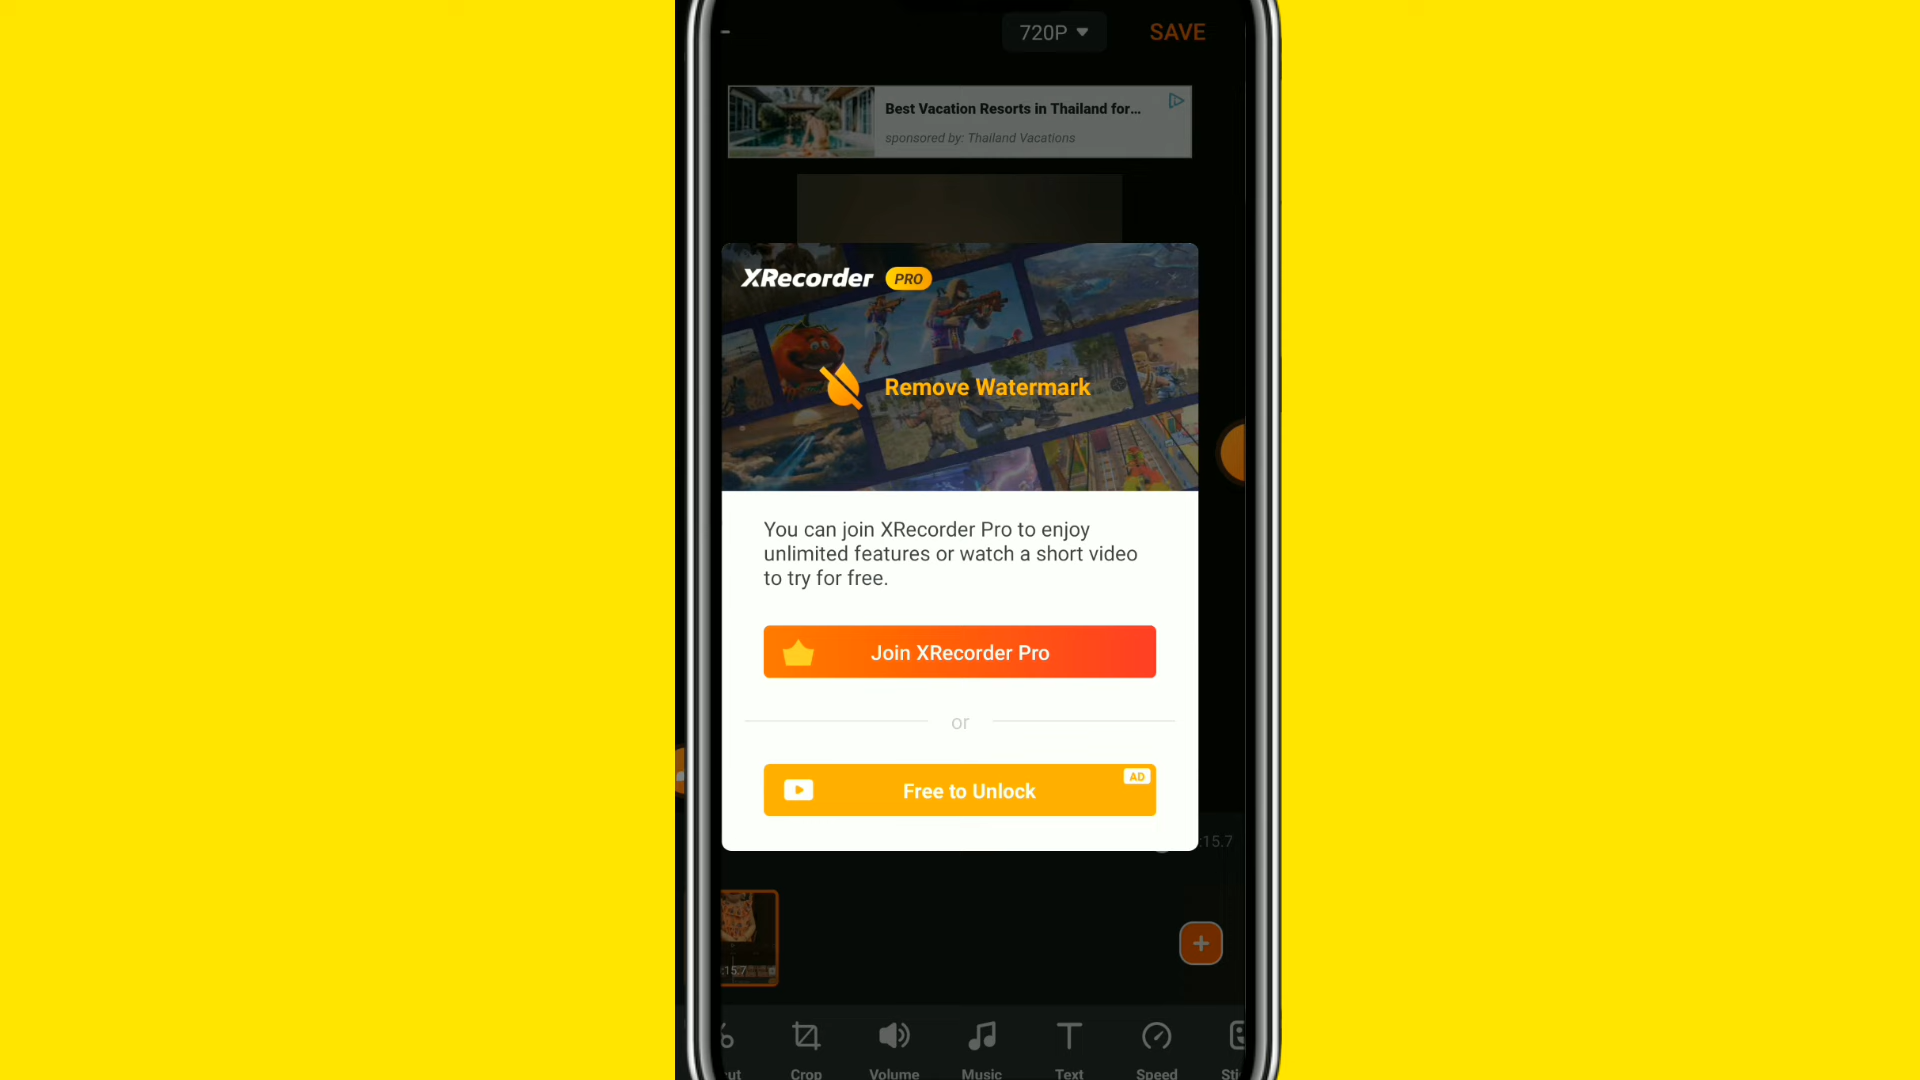 720P
SAVE
Best Vacation Resorts in Thailand for...
sponsored by: Thailand Vacations
XRecorder PRO
Remove Watermark
You can join XRecorder Pro to enjoy
unlimited features or watch a short video
to try for free.
Join XRecorder Pro
or
Free to Unlock
AD
:15.7
:15.7
ut
Crop
Volume
Music
Text
Speed
Sti